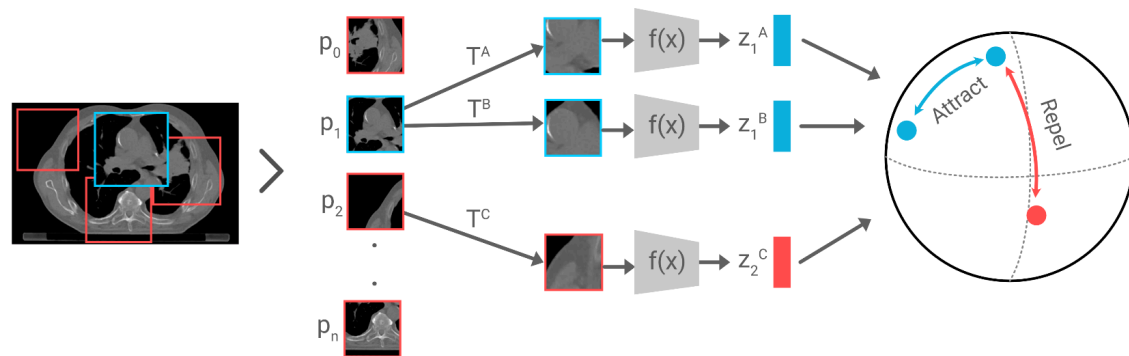 p₀
p₁
p₂
pₙ
Tᴬ
Tᴮ
Tᶜ
f(x)
z₁ᴬ
f(x)
z₁ᴮ
f(x)
z₂ᶜ
Attract
Repel